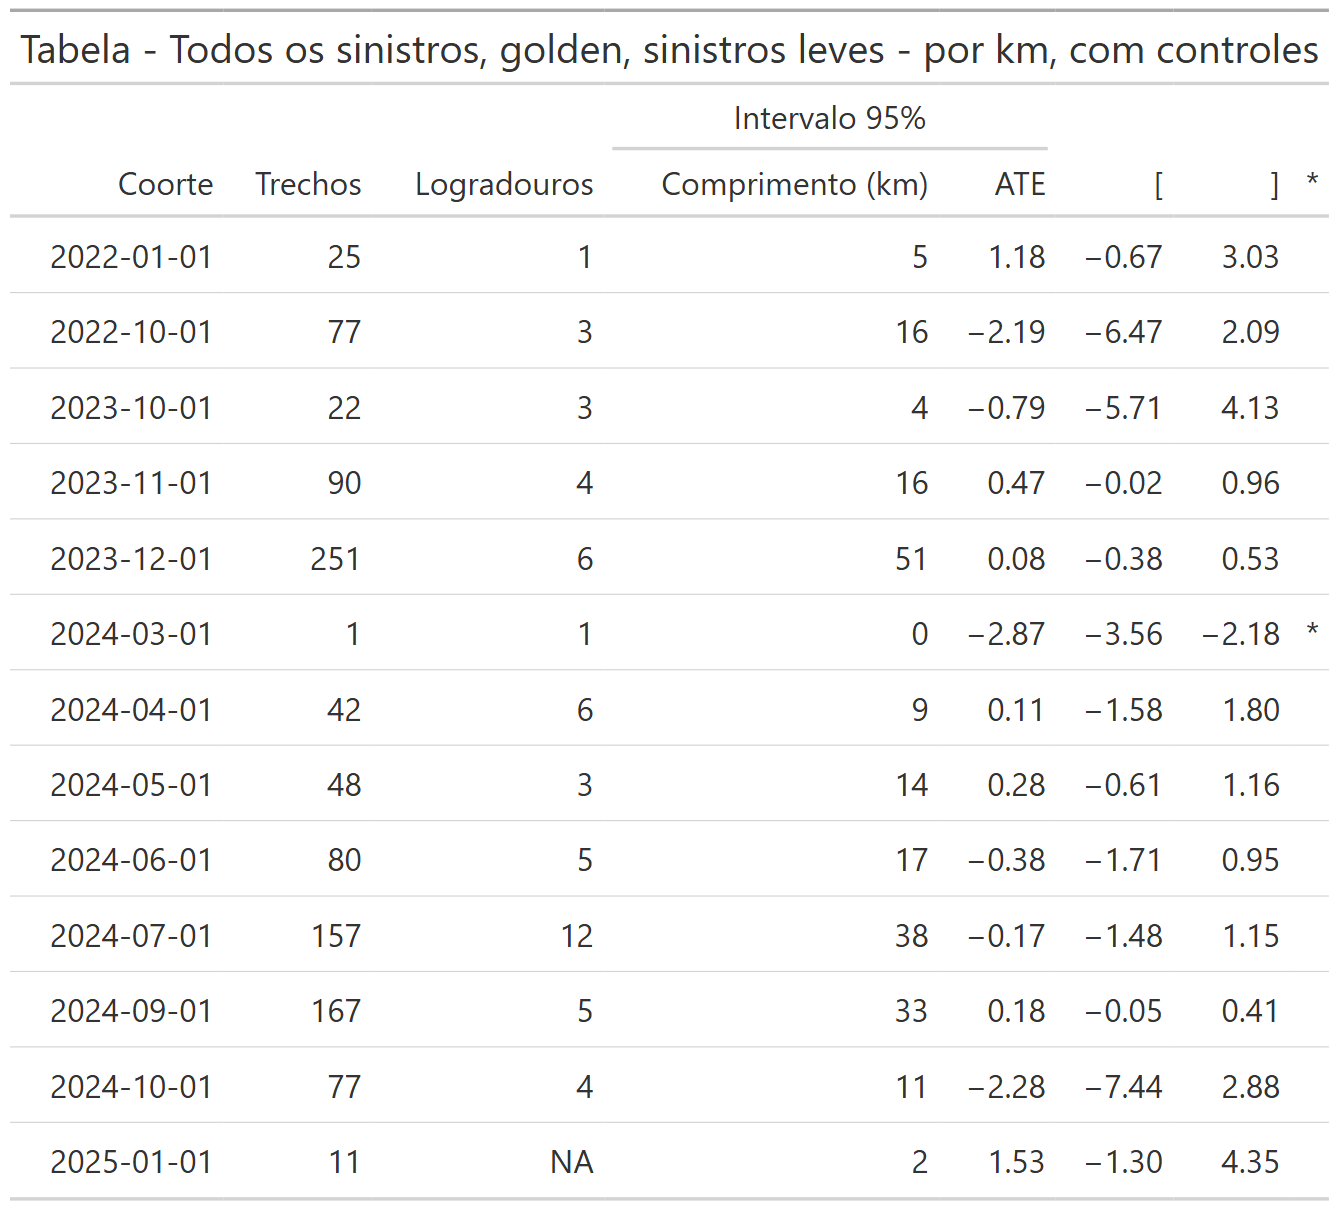 Tabela - Todos os sinistros, golden, sinistros leves - por km, com controles
Intervalo 95%
Coorte Trechos Logradouros Comprimento (km) ATE [ ] *
2022-01-01 25 1 5 1.18 −0.67 3.03
2022-10-01 77 3 16 −2.19 −6.47 2.09
2023-10-01 22 3 4 −0.79 −5.71 4.13
2023-11-01 90 4 16 0.47 −0.02 0.96
2023-12-01 251 6 51 0.08 −0.38 0.53
2024-03-01 1 1 0 −2.87 −3.56 −2.18 *
2024-04-01 42 6 9 0.11 −1.58 1.80
2024-05-01 48 3 14 0.28 −0.61 1.16
2024-06-01 80 5 17 −0.38 −1.71 0.95
2024-07-01 157 12 38 −0.17 −1.48 1.15
2024-09-01 167 5 33 0.18 −0.05 0.41
2024-10-01 77 4 11 −2.28 −7.44 2.88
2025-01-01 11 NA 2 1.53 −1.30 4.35